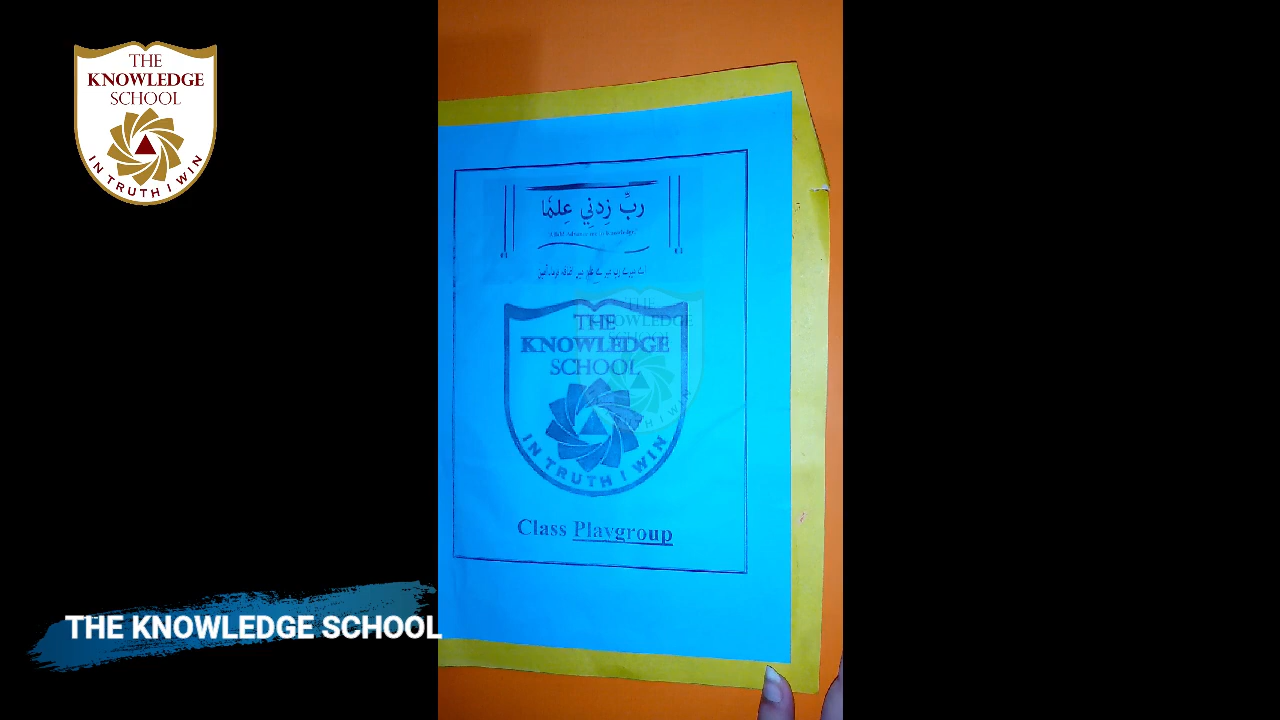 THE
KNOWLEDGE
SCHOOL
IN TRUTH I WIN
رَبِّ زِدْنِي عِلْمًا
THE
KNOWLEDGE
SCHOOL
IN TRUTH I WIN
Class Playgroup
THE KNOWLEDGE SCHOOL